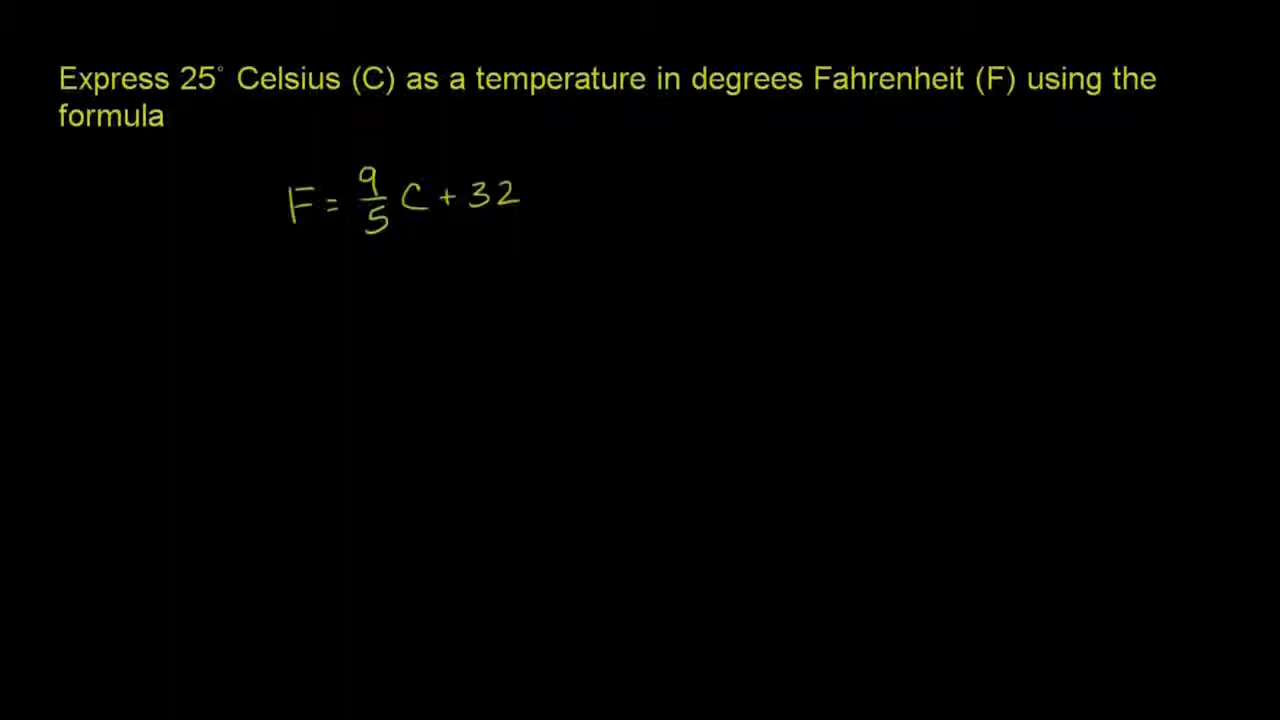 Express 25° Celsius (C) as a temperature in degrees Fahrenheit (F) using the
formula
F = 9/5 C + 32